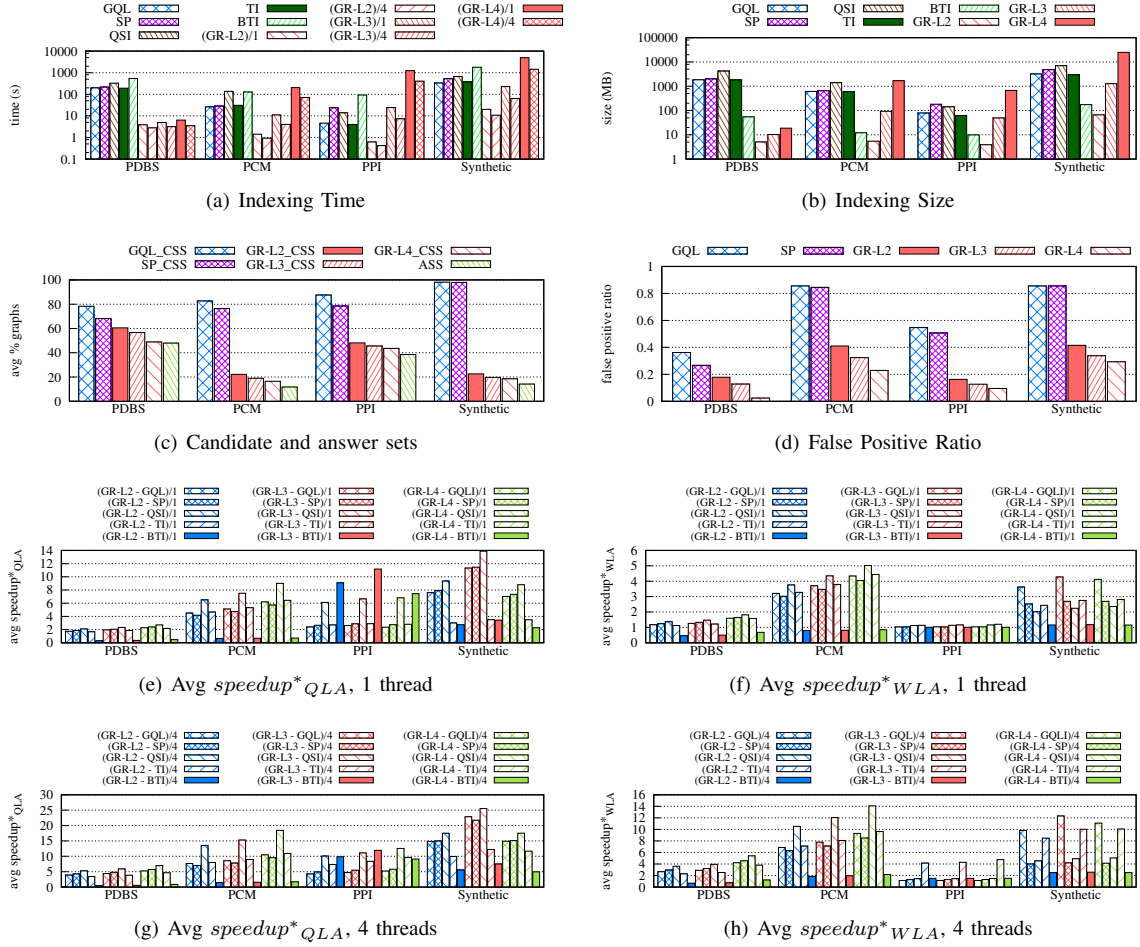 GQL
SP
QSI
TI
BTI
(GR-L2)/1
(GR-L2)/4
(GR-L3)/1
(GR-L3)/4
(GR-L4)/1
(GR-L4)/4
time (s)
10000
1000
100
10
1
0.1
PDBS PCM PPI Synthetic
(a) Indexing Time
GQL
SP
QSI
TI
BTI
GR-L2
GR-L3
GR-L4
size (MB)
100000
10000
1000
100
10
1
PDBS PCM PPI Synthetic
(b) Indexing Size
GQL_CSS
SP_CSS
GR-L2_CSS
GR-L3_CSS
GR-L4_CSS
ASS
avg % graphs
100
80
60
40
20
0
PDBS PCM PPI Synthetic
(c) Candidate and answer sets
GQL SP GR-L2 GR-L3 GR-L4
false positive ratio
1
0.8
0.6
0.4
0.2
0
PDBS PCM PPI Synthetic
(d) False Positive Ratio
(GR-L2 - GQL)/1
(GR-L2 - SP)/1
(GR-L2 - QSI)/1
(GR-L2 - TI)/1
(GR-L2 - BTI)/1
(GR-L3 - GQL)/1
(GR-L3 - SP)/1
(GR-L3 - QSI)/1
(GR-L3 - TI)/1
(GR-L3 - BTI)/1
(GR-L4 - GQLI)/1
(GR-L4 - SP)/1
(GR-L4 - QSI)/1
(GR-L4 - TI)/1
(GR-L4 - BTI)/1
avg speedup*QLA
14
12
10
8
6
4
2
0
PDBS PCM PPI Synthetic
(e) Avg speedup*QLA, 1 thread
(GR-L2 - GQL)/1
(GR-L2 - SP)/1
(GR-L2 - QSI)/1
(GR-L2 - TI)/1
(GR-L2 - BTI)/1
(GR-L3 - GQL)/1
(GR-L3 - SP)/1
(GR-L3 - QSI)/1
(GR-L3 - TI)/1
(GR-L3 - BTI)/1
(GR-L4 - GQLI)/1
(GR-L4 - SP)/1
(GR-L4 - QSI)/1
(GR-L4 - TI)/1
(GR-L4 - BTI)/1
avg speedup*WLA
6
5
4
3
2
1
0
PDBS PCM PPI Synthetic
(f) Avg speedup*WLA, 1 thread
(GR-L2 - GQL)/4
(GR-L2 - SP)/4
(GR-L2 - QSI)/4
(GR-L2 - TI)/4
(GR-L2 - BTI)/4
(GR-L3 - GQL)/4
(GR-L3 - SP)/4
(GR-L3 - QSI)/4
(GR-L3 - TI)/4
(GR-L3 - BTI)/4
(GR-L4 - GQLI)/4
(GR-L4 - SP)/4
(GR-L4 - QSI)/4
(GR-L4 - TI)/4
(GR-L4 - BTI)/4
avg speedup*QLA
30
25
20
15
10
5
0
PDBS PCM PPI Synthetic
(g) Avg speedup*QLA, 4 threads
(GR-L2 - GQL)/4
(GR-L2 - SP)/4
(GR-L2 - QSI)/4
(GR-L2 - TI)/4
(GR-L2 - BTI)/4
(GR-L3 - GQL)/4
(GR-L3 - SP)/4
(GR-L3 - QSI)/4
(GR-L3 - TI)/4
(GR-L3 - BTI)/4
(GR-L4 - GQLI)/4
(GR-L4 - SP)/4
(GR-L4 - QSI)/4
(GR-L4 - TI)/4
(GR-L4 - BTI)/4
avg speedup*WLA
16
14
12
10
8
6
4
2
0
PDBS PCM PPI Synthetic
(h) Avg speedup*WLA, 4 threads